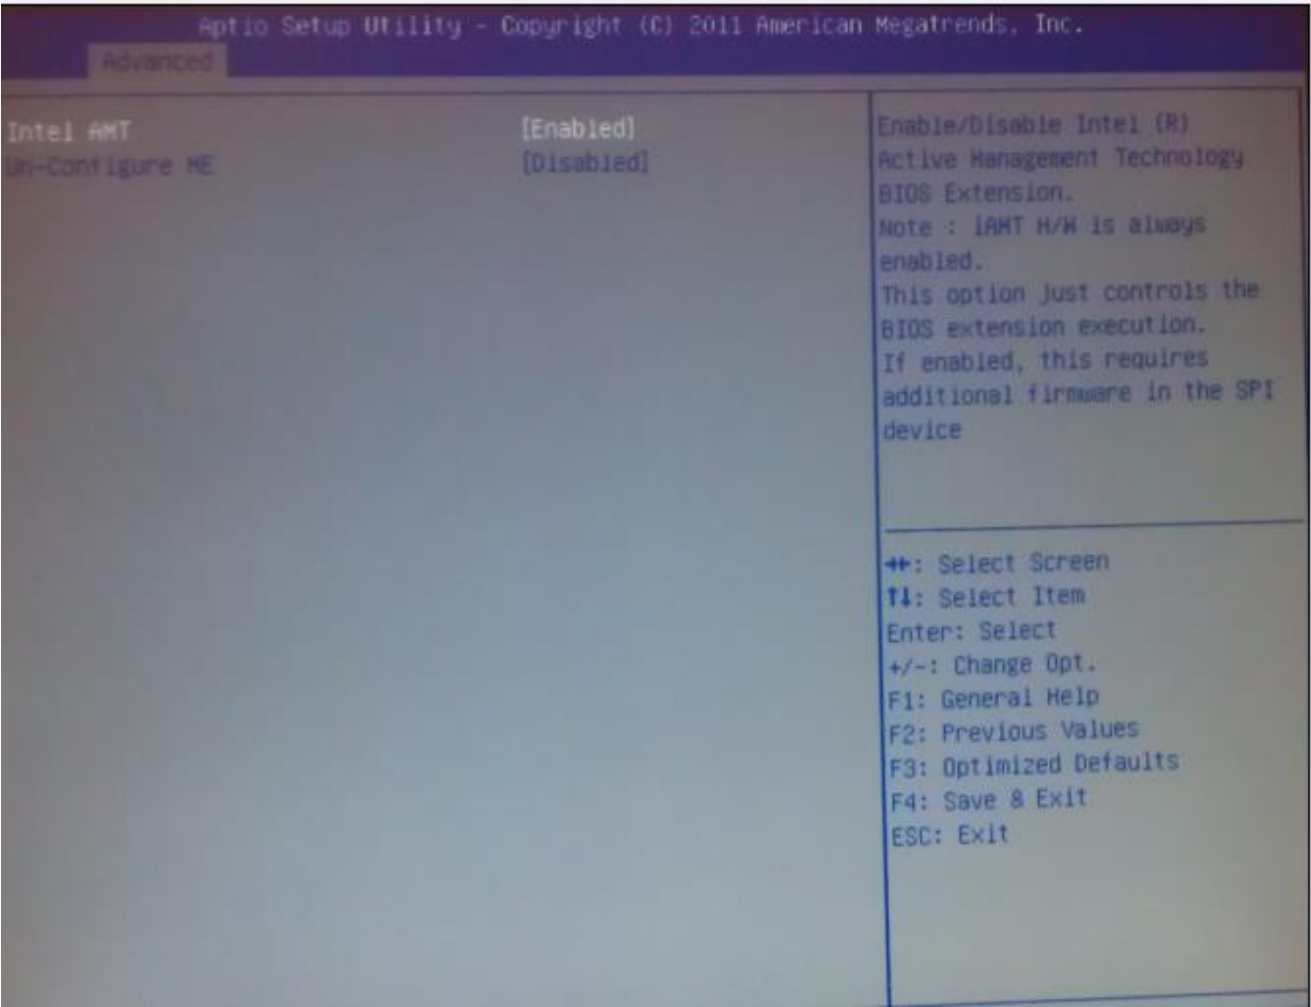 Aptio Setup Utility - Copyright (C) 2011 American Megatrends, Inc.
Advanced
Intel AMT [Enabled]
Un-Configure ME [Disabled]
Enable/Disable Intel (R)
Active Management Technology
BIOS Extension.
Note : iAMT H/W is always
enabled.
This option just controls the
BIOS extension execution.
If enabled, this requires
additional firmware in the SPI
device
→←: Select Screen
↑↓: Select Item
Enter: Select
+/-: Change Opt.
F1: General Help
F2: Previous Values
F3: Optimized Defaults
F4: Save & Exit
ESC: Exit